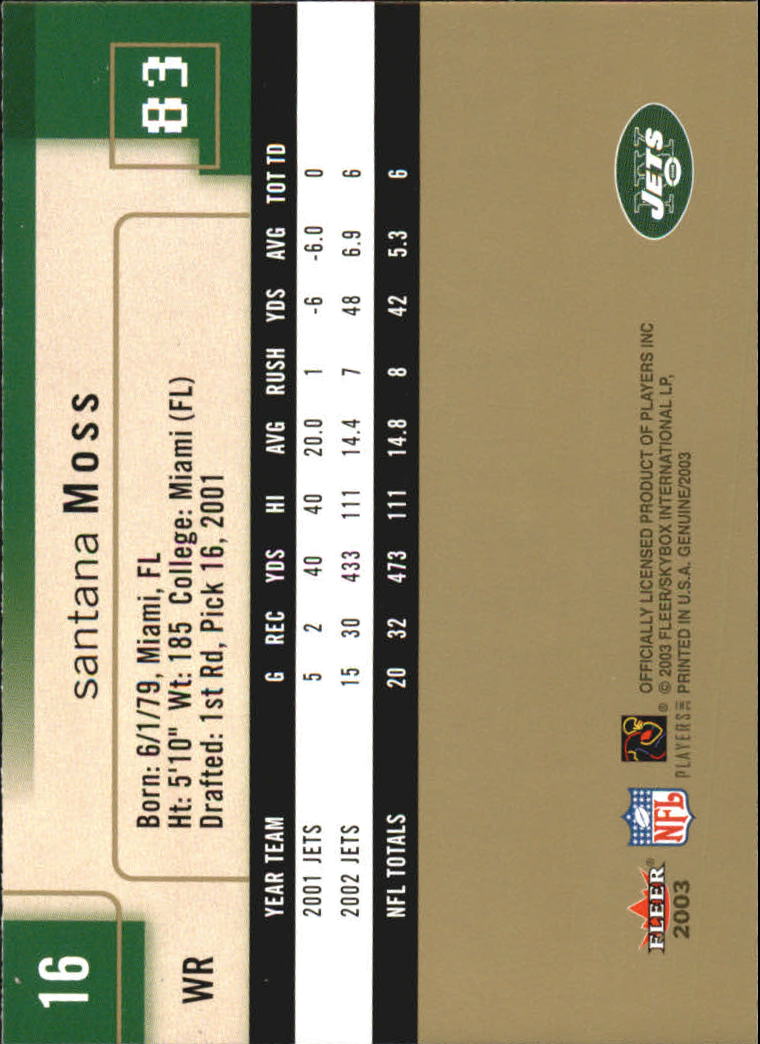 16
santana Moss
83
WR
Born: 6/1/79, Miami, FL
Ht: 5'10" Wt: 185 College: Miami (FL)
Drafted: 1st Rd, Pick 16, 2001
YEAR TEAM G REC YDS HI AVG RUSH YDS AVG TOT TD
2001 JETS 5 2 40 40 20.0 1 -6 -6.0 0
2002 JETS 15 30 433 111 14.4 7 48 6.9 6
NFL TOTALS 20 32 473 111 14.8 8 42 5.3 6
FLEER®
2003
NFL
PLAYERS INC
®
OFFICIALLY LICENSED PRODUCT OF PLAYERS INC
© 2003 FLEER/SKYBOX INTERNATIONAL LP,
PRINTED IN U.S.A. GENUINE/2003
NY
JETS